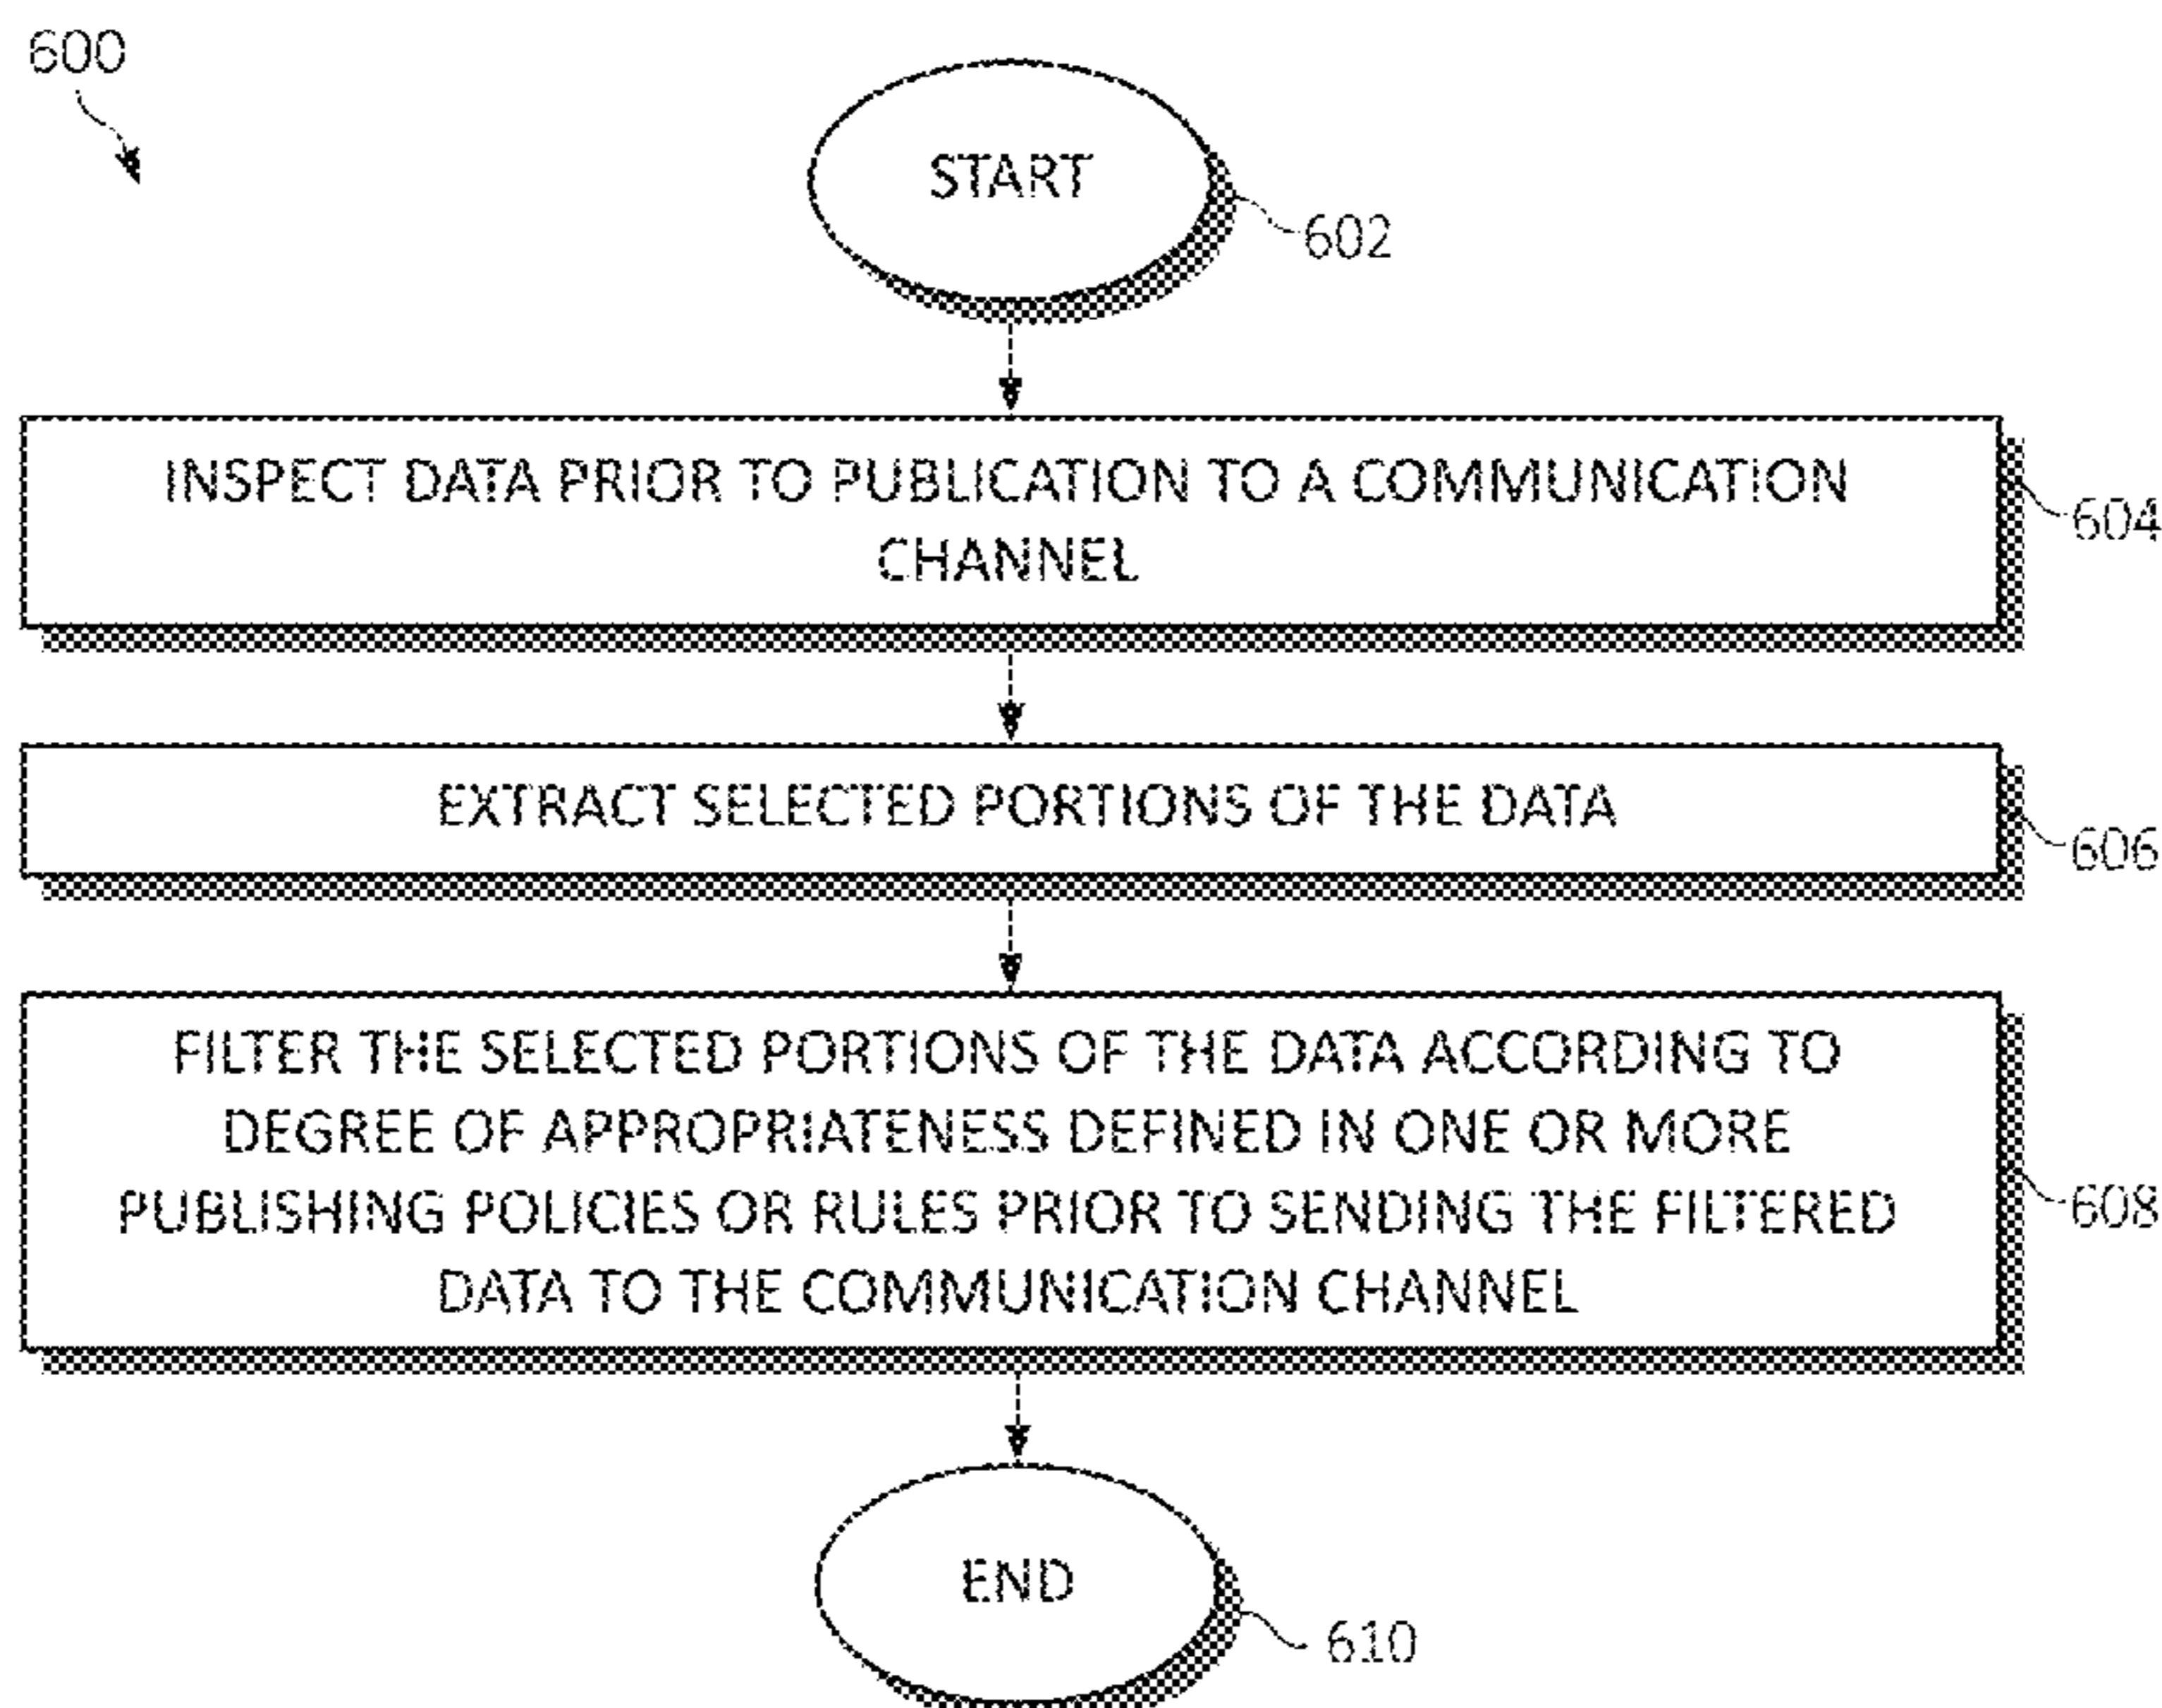 600
START
602
INSPECT DATA PRIOR TO PUBLICATION TO A COMMUNICATION
CHANNEL
604
EXTRACT SELECTED PORTIONS OF THE DATA
606
FILTER THE SELECTED PORTIONS OF THE DATA ACCORDING TO
DEGREE OF APPROPRIATENESS DEFINED IN ONE OR MORE
PUBLISHING POLICIES OR RULES PRIOR TO SENDING THE FILTERED
DATA TO THE COMMUNICATION CHANNEL
608
END
610